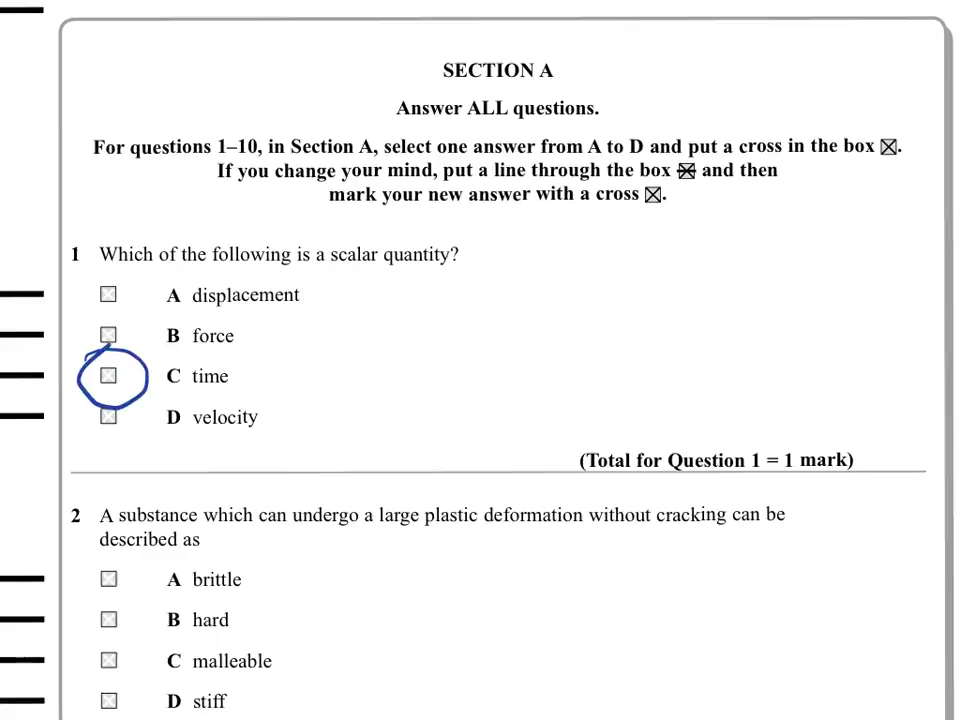 SECTION A
Answer ALL questions.
For questions 1–10, in Section A, select one answer from A to D and put a cross in the box ☒.
If you change your mind, put a line through the box and then
mark your new answer with a cross ☒.
1 Which of the following is a scalar quantity?
A displacement
B force
C time
D velocity
(Total for Question 1 = 1 mark)
2 A substance which can undergo a large plastic deformation without cracking can be
described as
A brittle
B hard
C malleable
D stiff